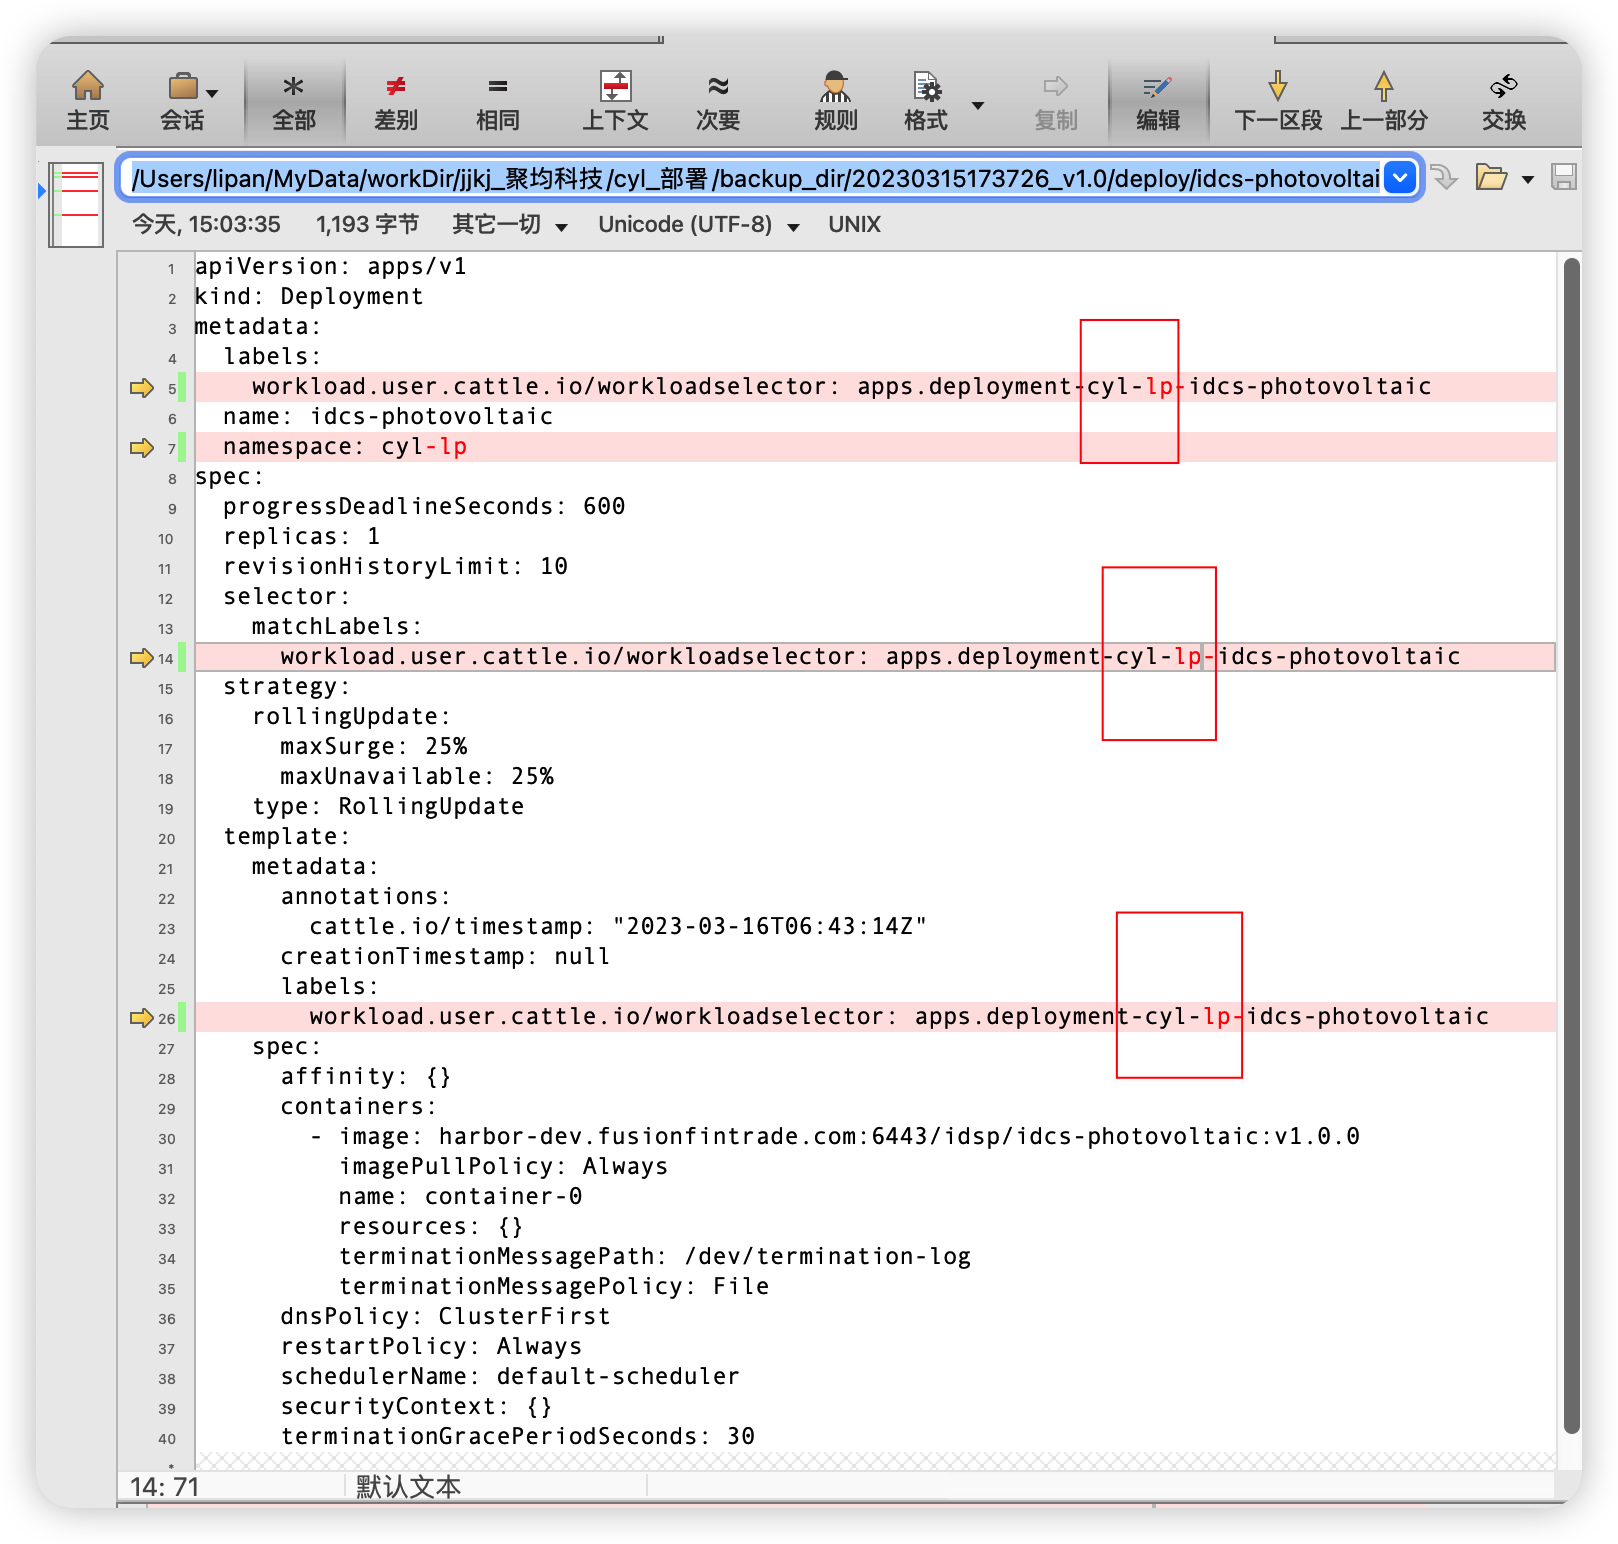 主页 会话 全部 差别 相同 上下文 次要 规则 格式 复制 编辑 下一区段 上一部分 交换
/Users/lipan/MyData/workDir/jjkj_聚均科技/cyl_部署/backup_dir/20230315173726_v1.0/deploy/idcs-photovoltai
今天, 15:03:35 1,193 字节 其它一切 Unicode (UTF-8) UNIX
1 apiVersion: apps/v1
2 kind: Deployment
3 metadata:
4 labels:
5 workload.user.cattle.io/workloadselector: apps.deployment-cyl-lp-idcs-photovoltaic
6 name: idcs-photovoltaic
7 namespace: cyl-lp
8 spec:
9 progressDeadlineSeconds: 600
10 replicas: 1
11 revisionHistoryLimit: 10
12 selector:
13 matchLabels:
14 workload.user.cattle.io/workloadselector: apps.deployment-cyl-lp-idcs-photovoltaic
15 strategy:
16 rollingUpdate:
17 maxSurge: 25%
18 maxUnavailable: 25%
19 type: RollingUpdate
20 template:
21 metadata:
22 annotations:
23 cattle.io/timestamp: "2023-03-16T06:43:14Z"
24 creationTimestamp: null
25 labels:
26 workload.user.cattle.io/workloadselector: apps.deployment-cyl-lp-idcs-photovoltaic
27 spec:
28 affinity: {}
29 containers:
30 - image: harbor-dev.fusionfintrade.com:6443/idsp/idcs-photovoltaic:v1.0.0
31 imagePullPolicy: Always
32 name: container-0
33 resources: {}
34 terminationMessagePath: /dev/termination-log
35 terminationMessagePolicy: File
36 dnsPolicy: ClusterFirst
37 restartPolicy: Always
38 schedulerName: default-scheduler
39 securityContext: {}
40 terminationGracePeriodSeconds: 30
14: 71 默认文本